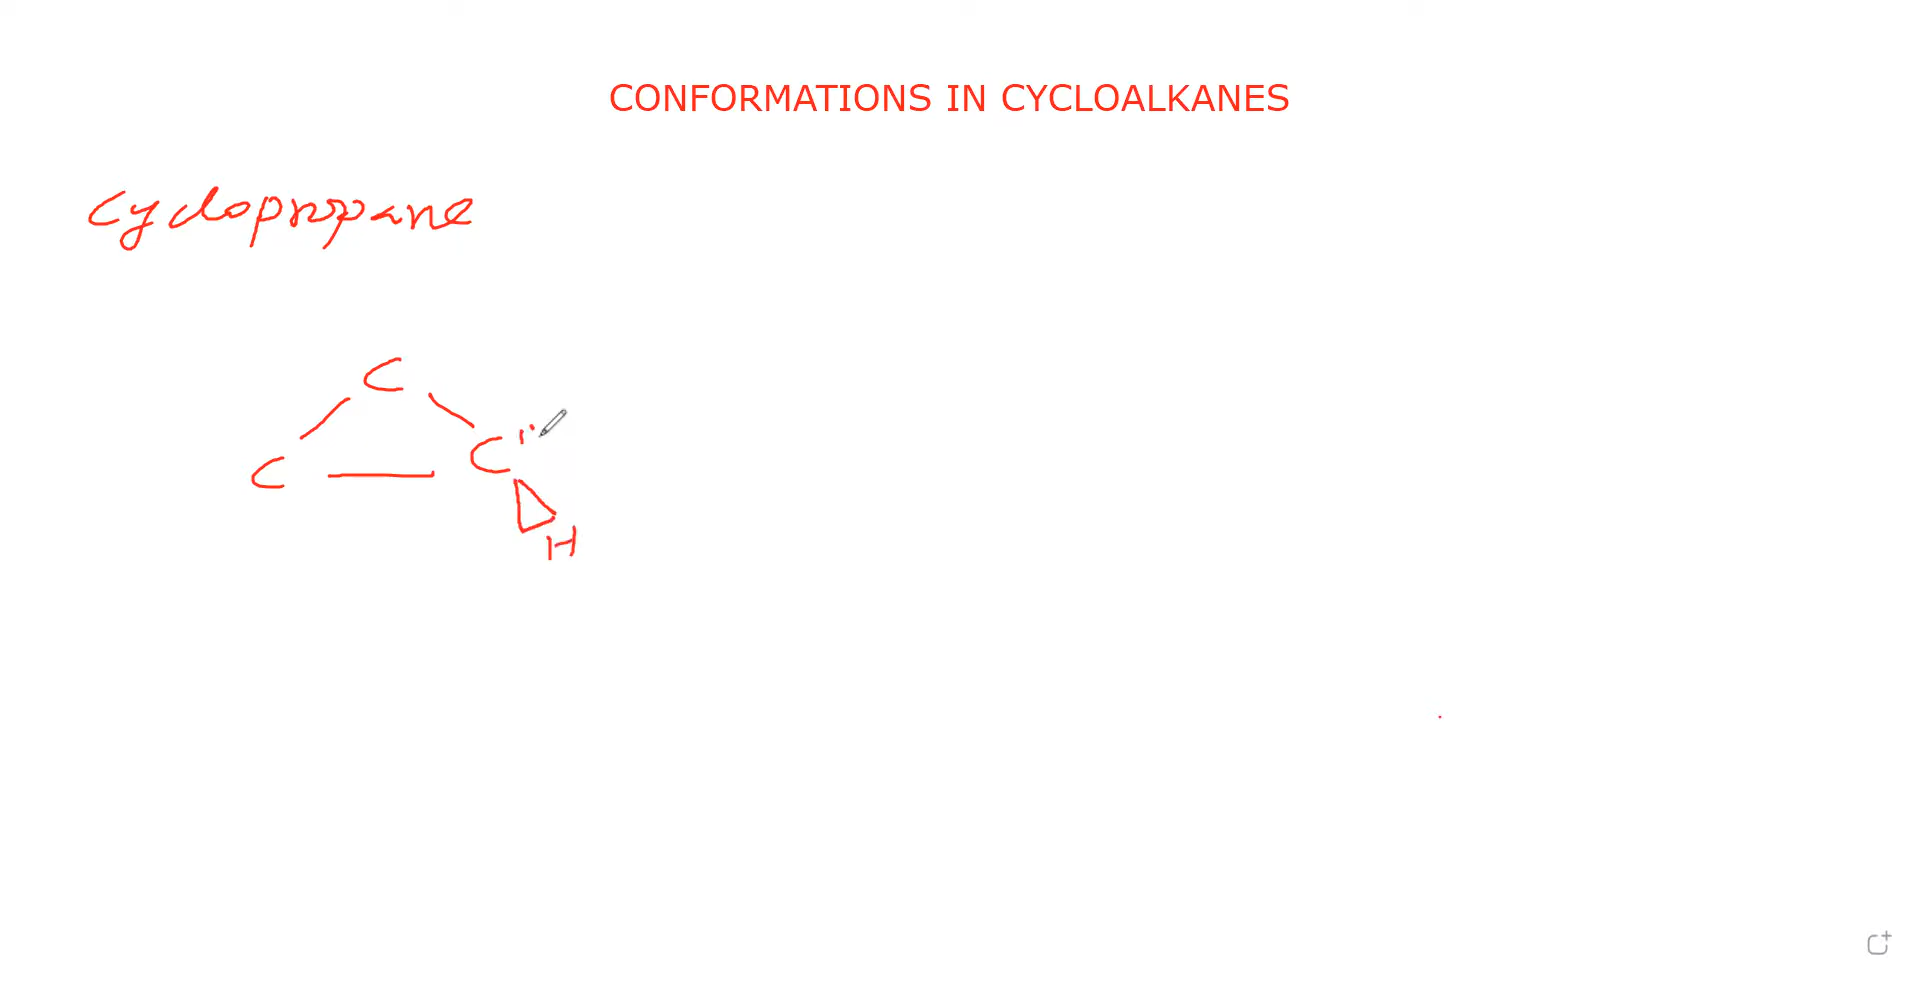 CONFORMATIONS IN CYCLOALKANES
Cyclopropane
C
C C
H